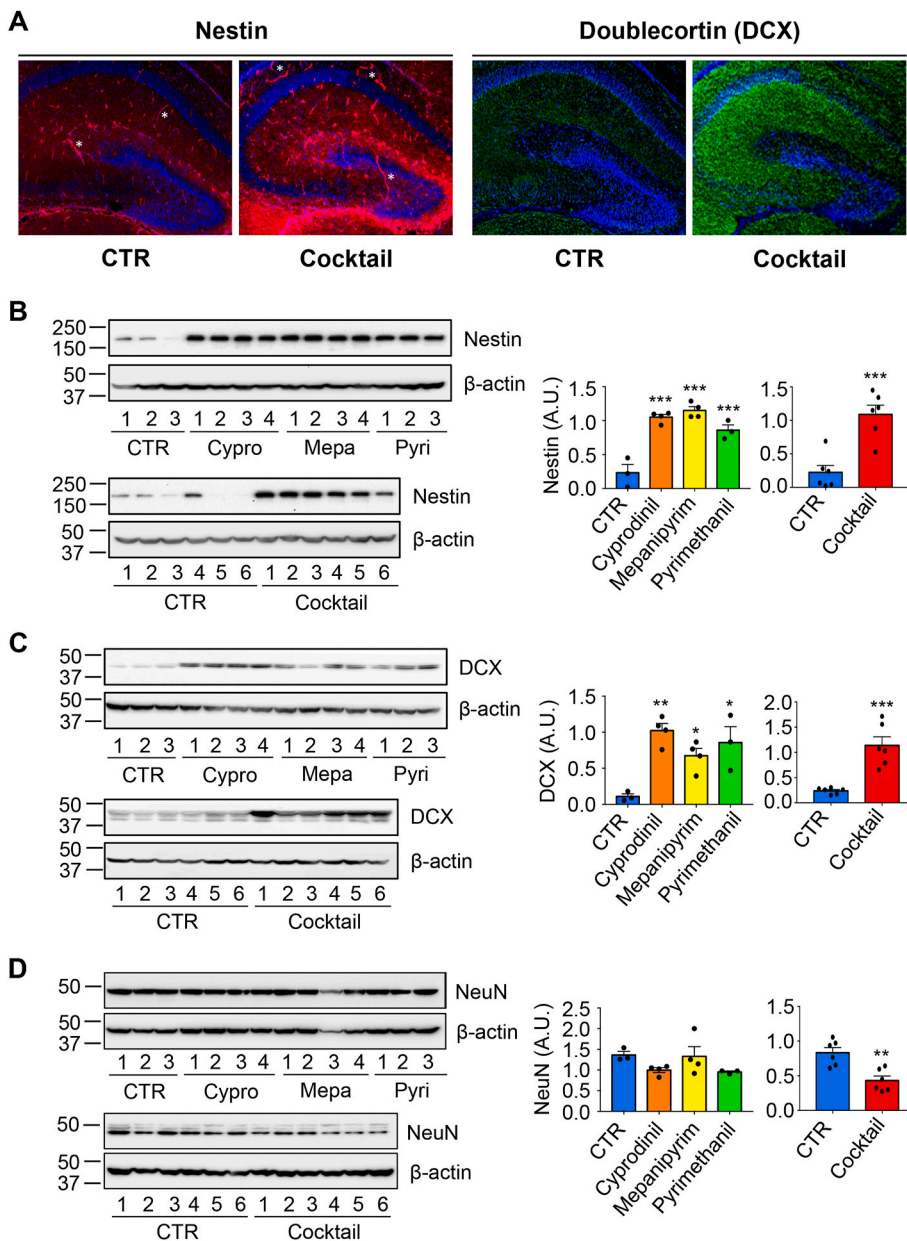 A
Nestin
Doublecortin (DCX)
* * * * *
CTR Cocktail CTR Cocktail
B
250
150
Nestin
50
37
β-actin
1 2 3 1 2 3 4 1 2 3 4 1 2 3
CTR Cypro Mepa Pyri
250
150
Nestin
50
37
β-actin
1 2 3 4 5 6 1 2 3 4 5 6
CTR Cocktail
Nestin (A.U.)
1.5
1.0
0.5
0.0
*** *** ***
CTR
Cyprodinil
Mepanipyrim
Pyrimethanil
1.5
1.0
0.5
0.0
***
CTR
Cocktail
C
50
37
DCX
50
37
β-actin
1 2 3 1 2 3 4 1 2 3 4 1 2 3
CTR Cypro Mepa Pyri
50
37
DCX
50
37
β-actin
1 2 3 4 5 6 1 2 3 4 5 6
CTR Cocktail
DCX (A.U.)
1.5
1.0
0.5
0.0
** * *
CTR
Cyprodinil
Mepanipyrim
Pyrimethanil
2.0
1.5
1.0
0.5
0.0
***
CTR
Cocktail
D
50
NeuN
50
37
β-actin
1 2 3 1 2 3 4 1 2 3 4 1 2 3
CTR Cypro Mepa Pyri
50
NeuN
50
37
β-actin
1 2 3 4 5 6 1 2 3 4 5 6
CTR Cocktail
NeuN (A.U.)
2.5
2.0
1.5
1.0
0.5
0.0
CTR
Cyprodinil
Mepanipyrim
Pyrimethanil
1.5
1.0
0.5
0.0
**
CTR
Cocktail